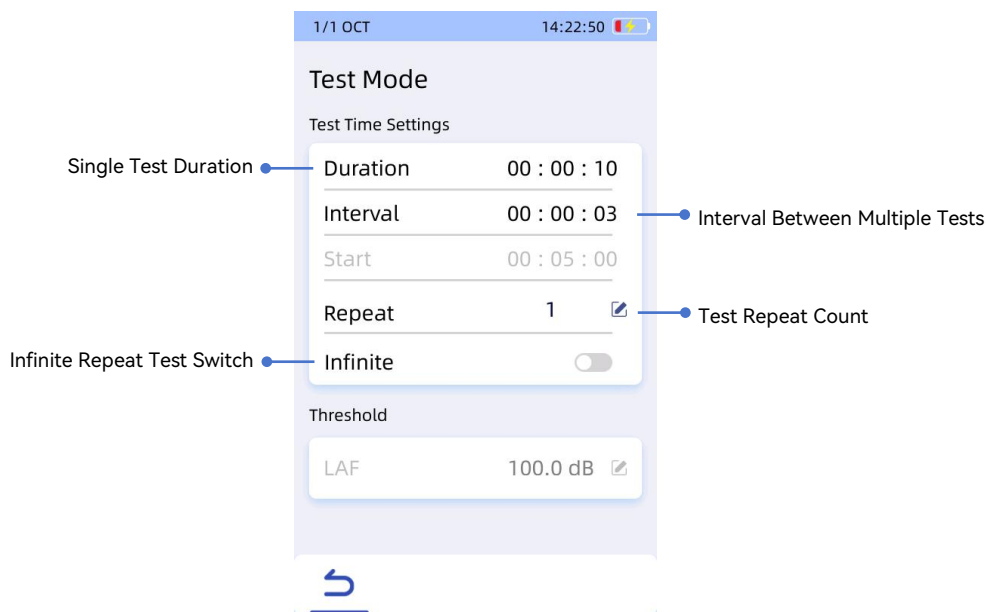 1/1 OCT 14:22:50
Test Mode
Test Time Settings
Single Test Duration
Duration 00 : 00 : 10
Interval 00 : 00 : 03
Interval Between Multiple Tests
Start 00 : 05 : 00
Repeat 1
Test Repeat Count
Infinite Repeat Test Switch
Infinite
Threshold
LAF 100.0 dB